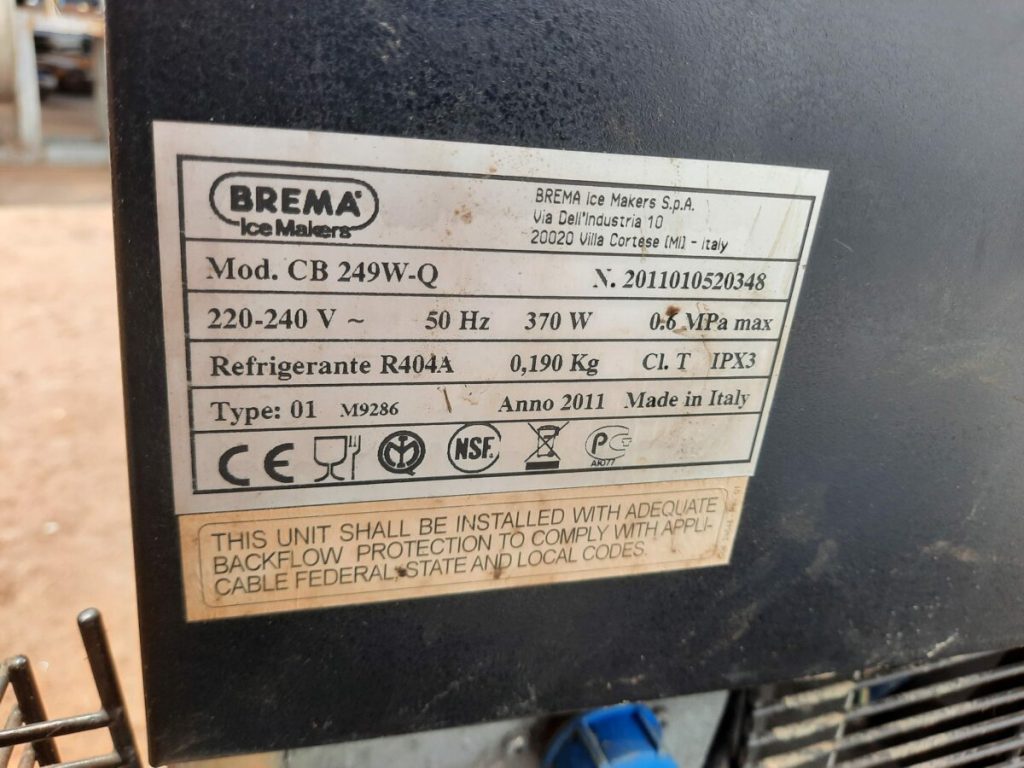 BREMA
Ice Makers
BREMA Ice Makers S.p.A.
Via Dell'Industria 10
20020 Villa Cortese (MI) - Italy
Mod. CB 249W-Q N. 2011010520348
220-240 V ~ 50 Hz 370 W 0.6 MPa max
Refrigerante R404A 0,190 Kg Cl. T IPX3
Type: 01 M9286 Anno 2011 Made in Italy
CE NSF. PG
THIS UNIT SHALL BE INSTALLED WITH ADEQUATE
BACKFLOW PROTECTION TO COMPLY WITH APPLI-
CABLE FEDERAL, STATE AND LOCAL CODES.